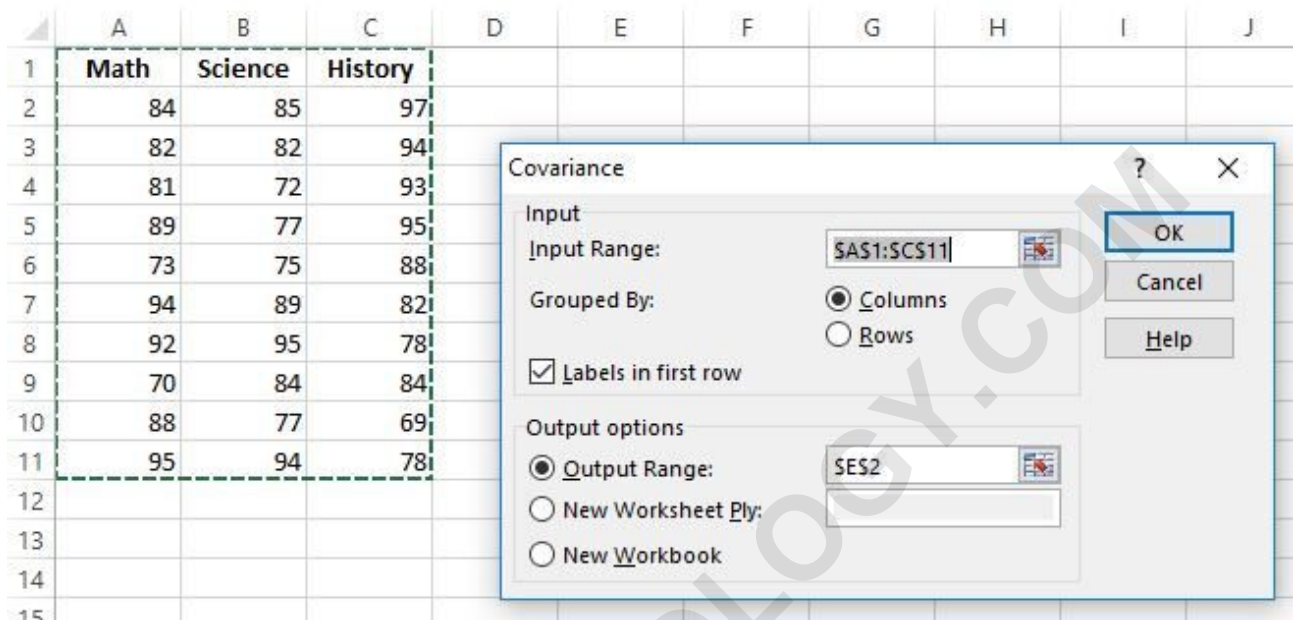 A B C D E F G H I J
1 Math Science History
2 84 85 97
3 82 82 94
4 81 72 93
5 89 77 95
6 73 75 88
7 94 89 82
8 92 95 78
9 70 84 84
10 88 77 69
11 95 94 78
12
13
14
15
Covariance ?
Input
Input Range: $A$1:$C$11
Grouped By: Columns
Rows
Labels in first row
OK
Cancel
Help
Output options
Output Range: $E$2
New Worksheet Ply:
New Workbook
OLOGY.COM